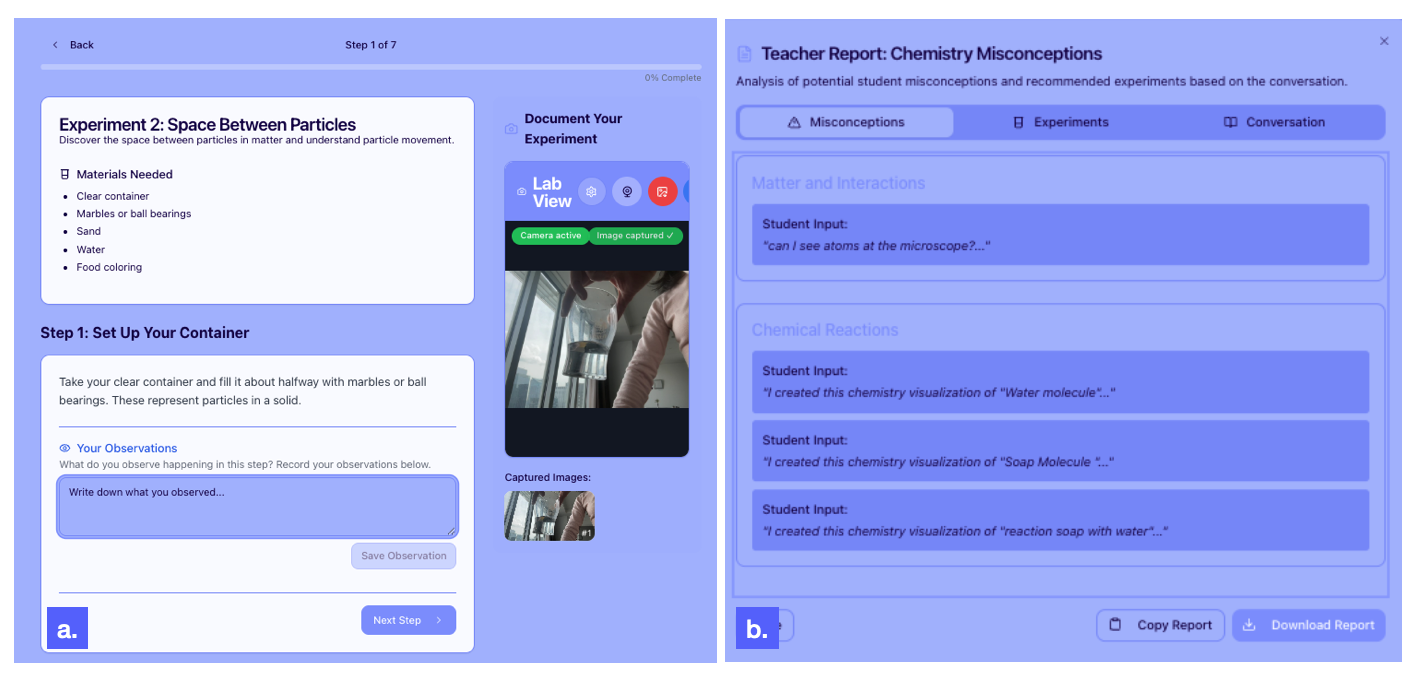 Back
Step 1 of 7
0% Complete
Experiment 2: Space Between Particles
Discover the space between particles in matter and understand particle movement.
Materials Needed
Clear container
Marbles or ball bearings
Sand
Water
Food coloring
Step 1: Set Up Your Container
Take your clear container and fill it about halfway with marbles or ball
bearings. These represent particles in a solid.
Your Observations
What do you observe happening in this step? Record your observations below.
Write down what you observed...
Save Observation
Next Step
a.
Document Your
Experiment
Lab
View
Camera active
Image captured ✓
Captured Images:
#1
Teacher Report: Chemistry Misconceptions
Analysis of potential student misconceptions and recommended experiments based on the conversation.
Misconceptions
Experiments
Conversation
Matter and Interactions
Student Input:
"can I see atoms at the microscope?..."
Chemical Reactions
Student Input:
"I created this chemistry visualization of "Water molecule"..."
Student Input:
"I created this chemistry visualization of "Soap Molecule "..."
Student Input:
"I created this chemistry visualization of "reaction soap with water"..."
b.
Copy Report
Download Report